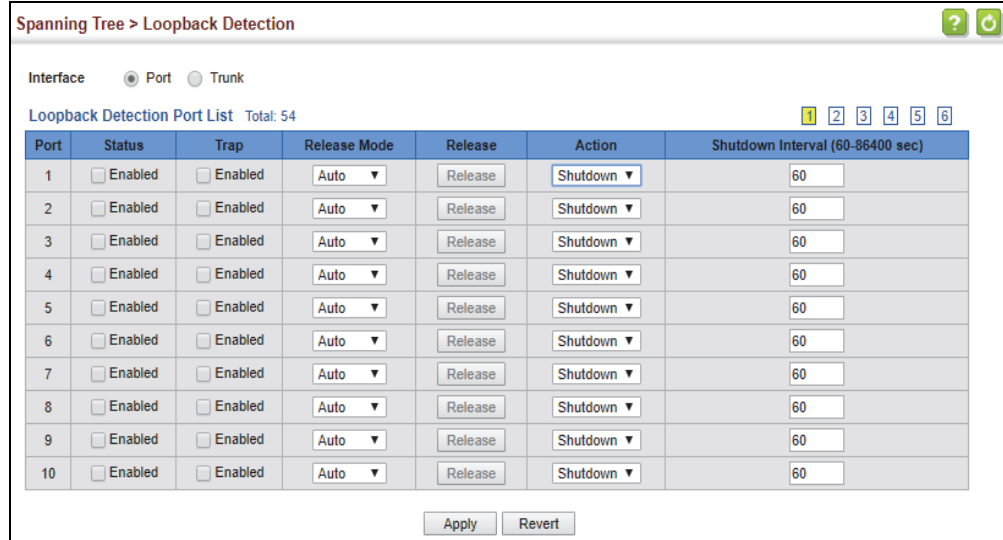 Spanning Tree > Loopback Detection
?
Interface Port Trunk
Loopback Detection Port List Total: 54 1 2 3 4 5 6
Port Status Trap Release Mode Release Action Shutdown Interval (60-86400 sec)
1 Enabled Enabled Auto Release Shutdown 60
2 Enabled Enabled Auto Release Shutdown 60
3 Enabled Enabled Auto Release Shutdown 60
4 Enabled Enabled Auto Release Shutdown 60
5 Enabled Enabled Auto Release Shutdown 60
6 Enabled Enabled Auto Release Shutdown 60
7 Enabled Enabled Auto Release Shutdown 60
8 Enabled Enabled Auto Release Shutdown 60
9 Enabled Enabled Auto Release Shutdown 60
10 Enabled Enabled Auto Release Shutdown 60
Apply Revert